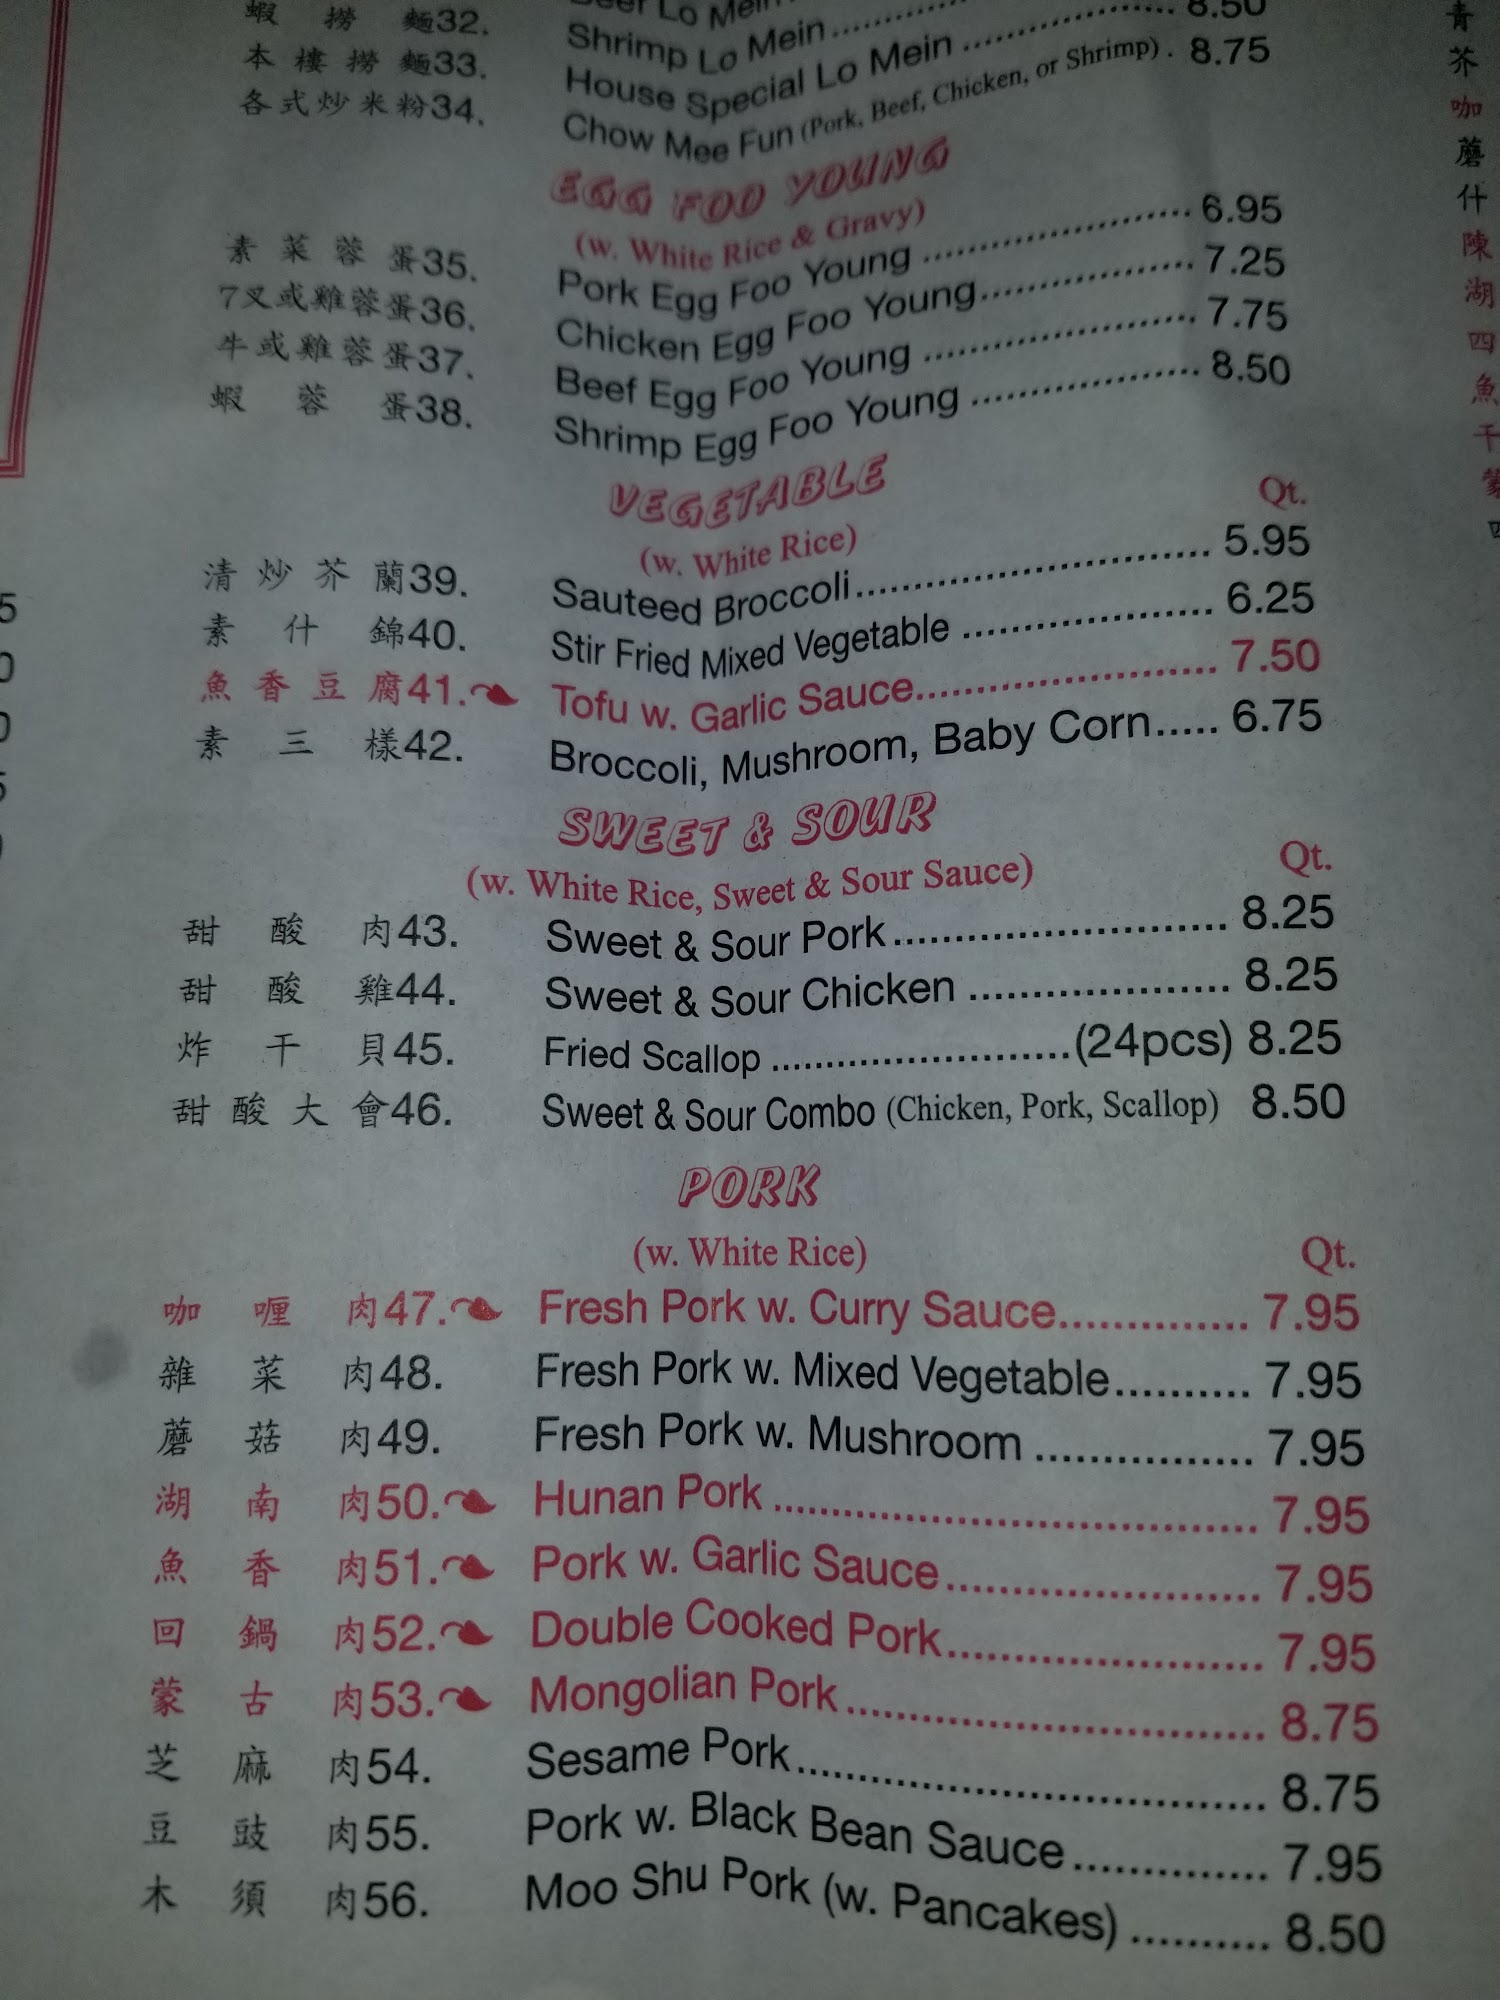 蝦撈麵32. Shrimp Lo Mein
本樓撈麵33. House Special Lo Mein 8.50
各式炒米粉34. Chow Mee Fun (Pork, Beef, Chicken, or Shrimp) . 8.75
EGG FOO YOUNG
(w. White Rice & Gravy)
素菜蓉蛋35. Pork Egg Foo Young 6.95
7叉或雞蓉蛋36. Chicken Egg Foo Young 7.25
牛或雞蓉蛋37. Beef Egg Foo Young 7.75
蝦蓉蛋38. Shrimp Egg Foo Young 8.50
VEGETABLE
(w. White Rice) Qt.
清炒芥蘭39. Sauteed Broccoli 5.95
素什錦40. Stir Fried Mixed Vegetable 6.25
魚香豆腐41. Tofu w. Garlic Sauce 7.50
素三樣42. Broccoli, Mushroom, Baby Corn 6.75
SWEET & SOUR
(w. White Rice, Sweet & Sour Sauce) Qt.
甜酸肉43. Sweet & Sour Pork 8.25
甜酸雞44. Sweet & Sour Chicken 8.25
炸干貝45. Fried Scallop (24pcs) 8.25
甜酸大會46. Sweet & Sour Combo (Chicken, Pork, Scallop) 8.50
PORK
(w. White Rice) Qt.
咖喱肉47. Fresh Pork w. Curry Sauce 7.95
雜菜肉48. Fresh Pork w. Mixed Vegetable 7.95
蘑菇肉49. Fresh Pork w. Mushroom 7.95
湖南肉50. Hunan Pork 7.95
魚香肉51. Pork w. Garlic Sauce 7.95
回鍋肉52. Double Cooked Pork 7.95
蒙古肉53. Mongolian Pork 8.75
芝麻肉54. Sesame Pork 8.75
豆豉肉55. Pork w. Black Bean Sauce 7.95
木須肉56. Moo Shu Pork (w. Pancakes) 8.50
青
芥
咖
蘑
什
陳
湖
四
魚
干